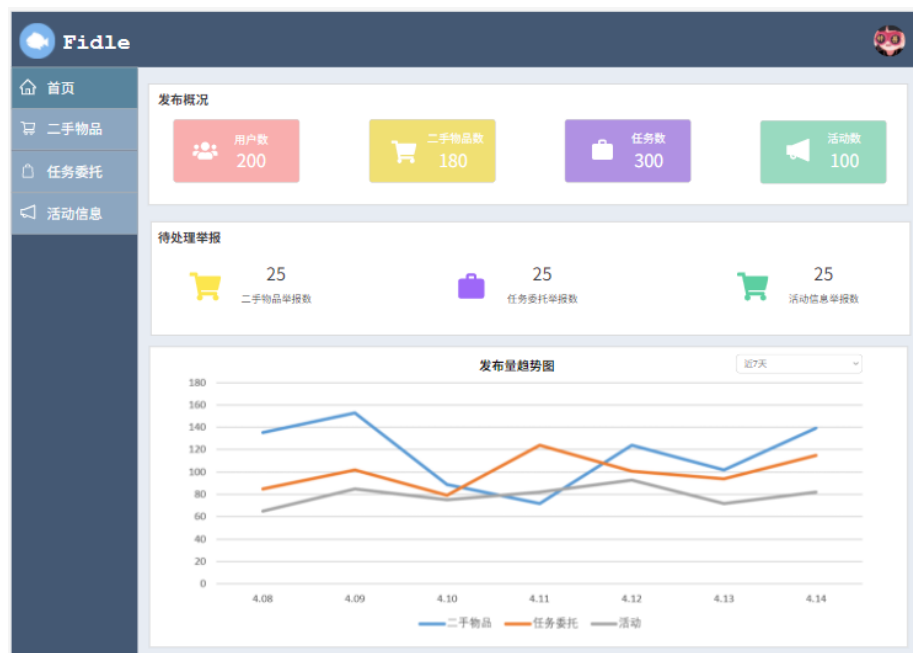 Fidle
首页
二手物品
任务委托
活动信息
发布概况
用户数
200
二手物品数
180
任务数
300
活动数
100
待处理举报
25
二手物品举报数
25
任务委托举报数
25
活动信息举报数
发布量趋势图
近7天
180
160
140
120
100
80
60
40
20
0
4.08 4.09 4.10 4.11 4.12 4.13 4.14
二手物品 任务委托 活动